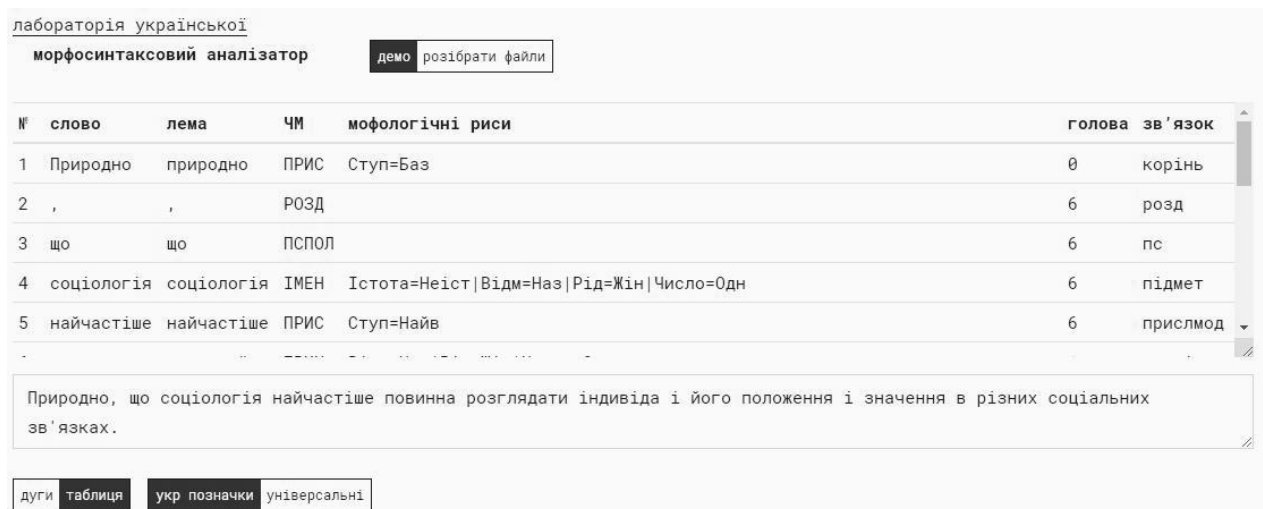 лабораторія української
морфосинтаксовий аналізатор демо розібрати файли
№ слово лема ЧМ мофологічні риси голова зв'язок
1 Природно природно ПРИС Ступ=Баз 0 корінь
2 , , РОЗД 6 розд
3 що що ПСПОЛ 6 пс
4 соціологія соціологія ІМЕН Істота=Неіст|Відм=Наз|Рід=Жін|Число=Одн 6 підмет
5 найчастіше найчастіше ПРИС Ступ=Найв 6 прислмод
Природно, що соціологія найчастіше повинна розглядати індивіда і його положення і значення в різних соціальних
зв'язках.
дуги таблиця укр позначки універсальні